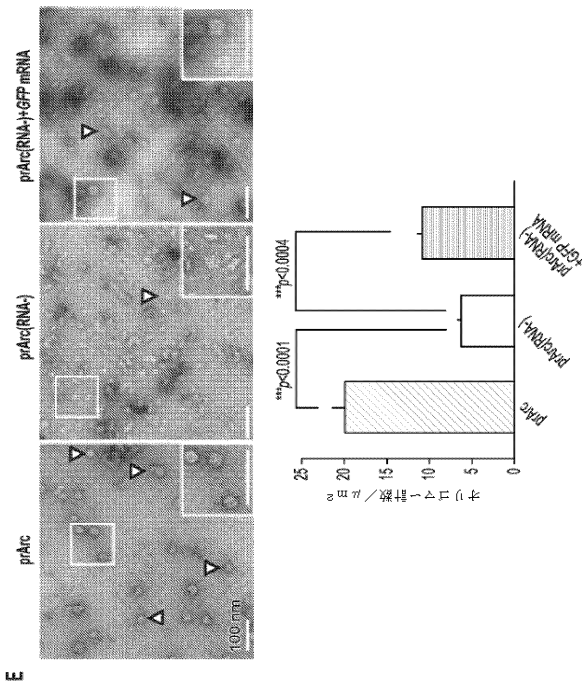 E
prArc
prArc(RNA-)
prArc(RNA-)+GFP mRNA
100 nm
オリゴマー計数/μm²
25
20
15
10
5
0
***p<0.0001
***p<0.0004
prArc
prArc(RNA-)
prArc(RNA-)
+GFP mRNA